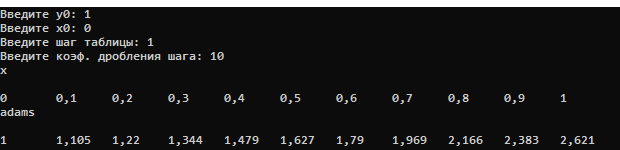 Введите y0: 1
Введите x0: 0
Введите шаг таблицы: 1
Введите коэф. дробления шага: 10
x
0 0,1 0,2 0,3 0,4 0,5 0,6 0,7 0,8 0,9 1
adams
1 1,105 1,22 1,344 1,479 1,627 1,79 1,969 2,166 2,383 2,621